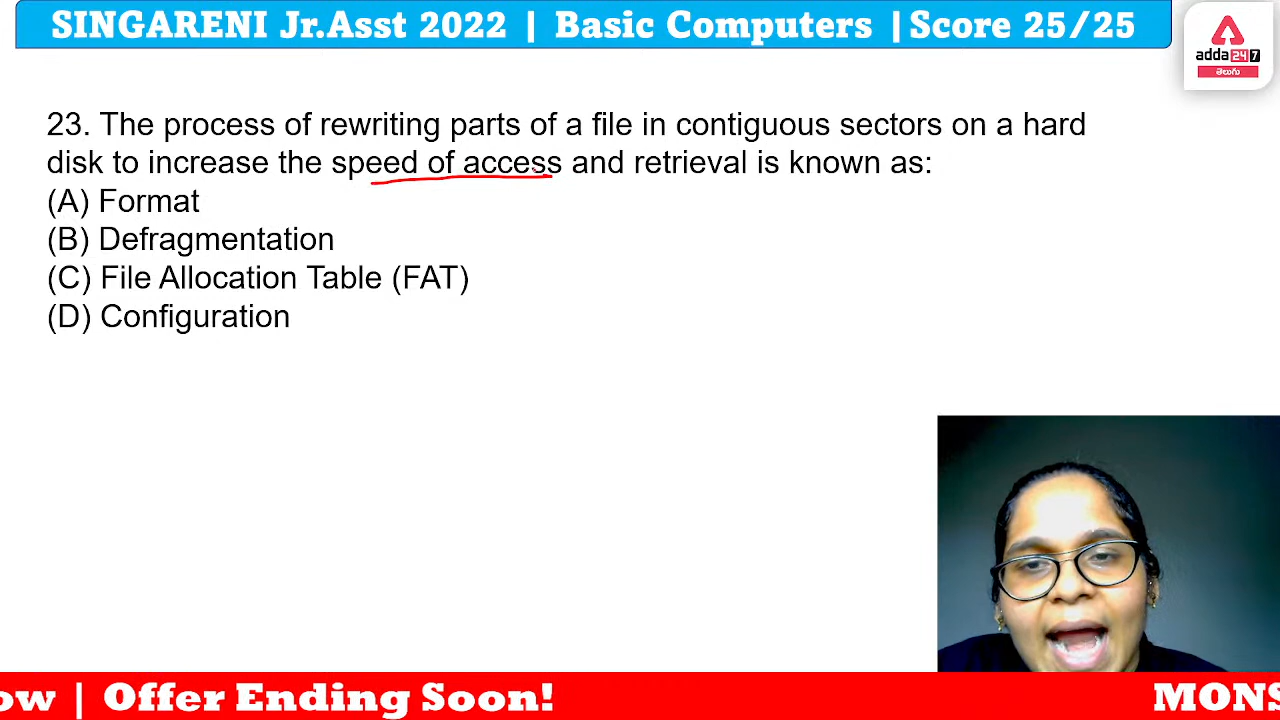 SINGARENI Jr.Asst 2022 | Basic Computers |Score 25/25
adda 24 7
తెలుగు
23. The process of rewriting parts of a file in contiguous sectors on a hard
disk to increase the speed of access and retrieval is known as:
(A) Format
(B) Defragmentation
(C) File Allocation Table (FAT)
(D) Configuration
ow | Offer Ending Soon! MONS